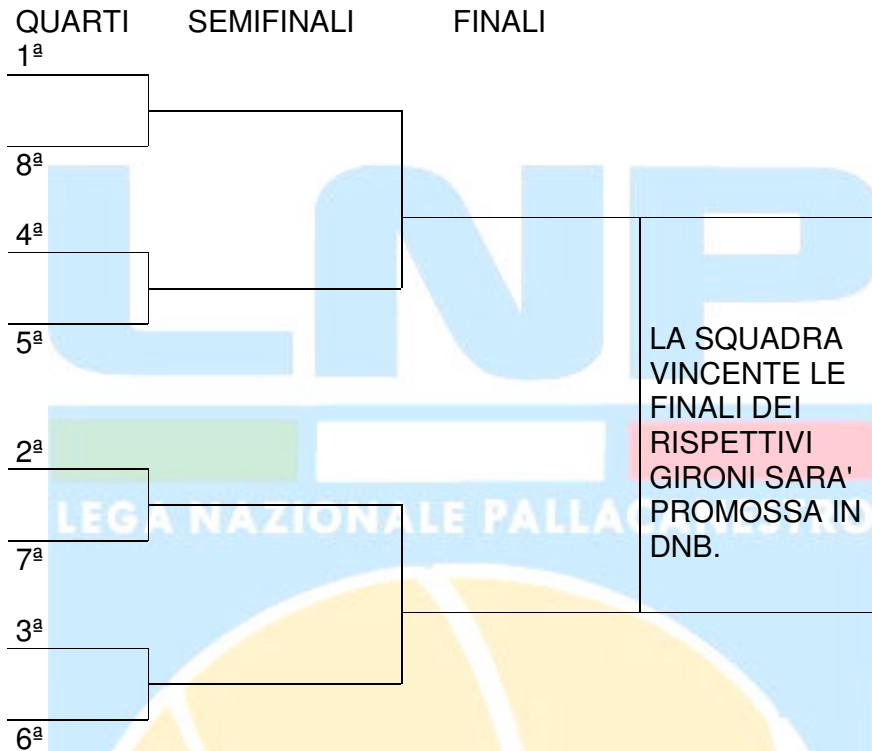 QUARTI SEMIFINALI FINALI
1ª
8ª
4ª
5ª
2ª
7ª
3ª
6ª
LA SQUADRA
VINCENTE LE
FINALI DEI
RISPETTIVI
GIRONI SARA'
PROMOSSA IN
DNB.
LNP
LEGA NAZIONALE PALLACANESTRO